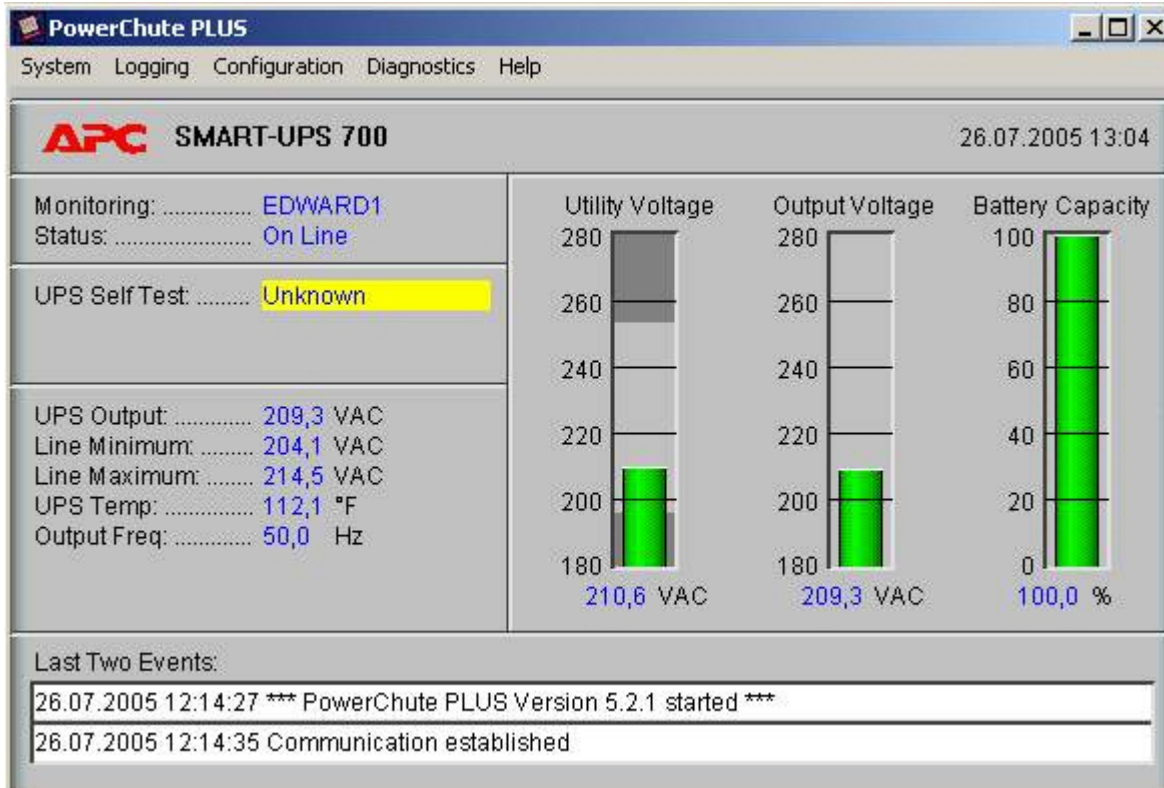 PowerChute PLUS
System Logging Configuration Diagnostics Help
APC SMART-UPS 700 26.07.2005 13:04
Monitoring: .............. EDWARD1
Status: ...................... On Line
UPS Self Test: ......... Unknown
UPS Output: ............. 209,3 VAC
Line Minimum: ......... 204,1 VAC
Line Maximum: ........ 214,5 VAC
UPS Temp: .............. 112,1 °F
Output Freq: ............. 50,0 Hz
Utility Voltage
280
260
240
220
200
180
210,6 VAC
Output Voltage
280
260
240
220
200
180
209,3 VAC
Battery Capacity
100
80
60
40
20
0
100,0 %
Last Two Events:
26.07.2005 12:14:27 *** PowerChute PLUS Version 5.2.1 started ***
26.07.2005 12:14:35 Communication established